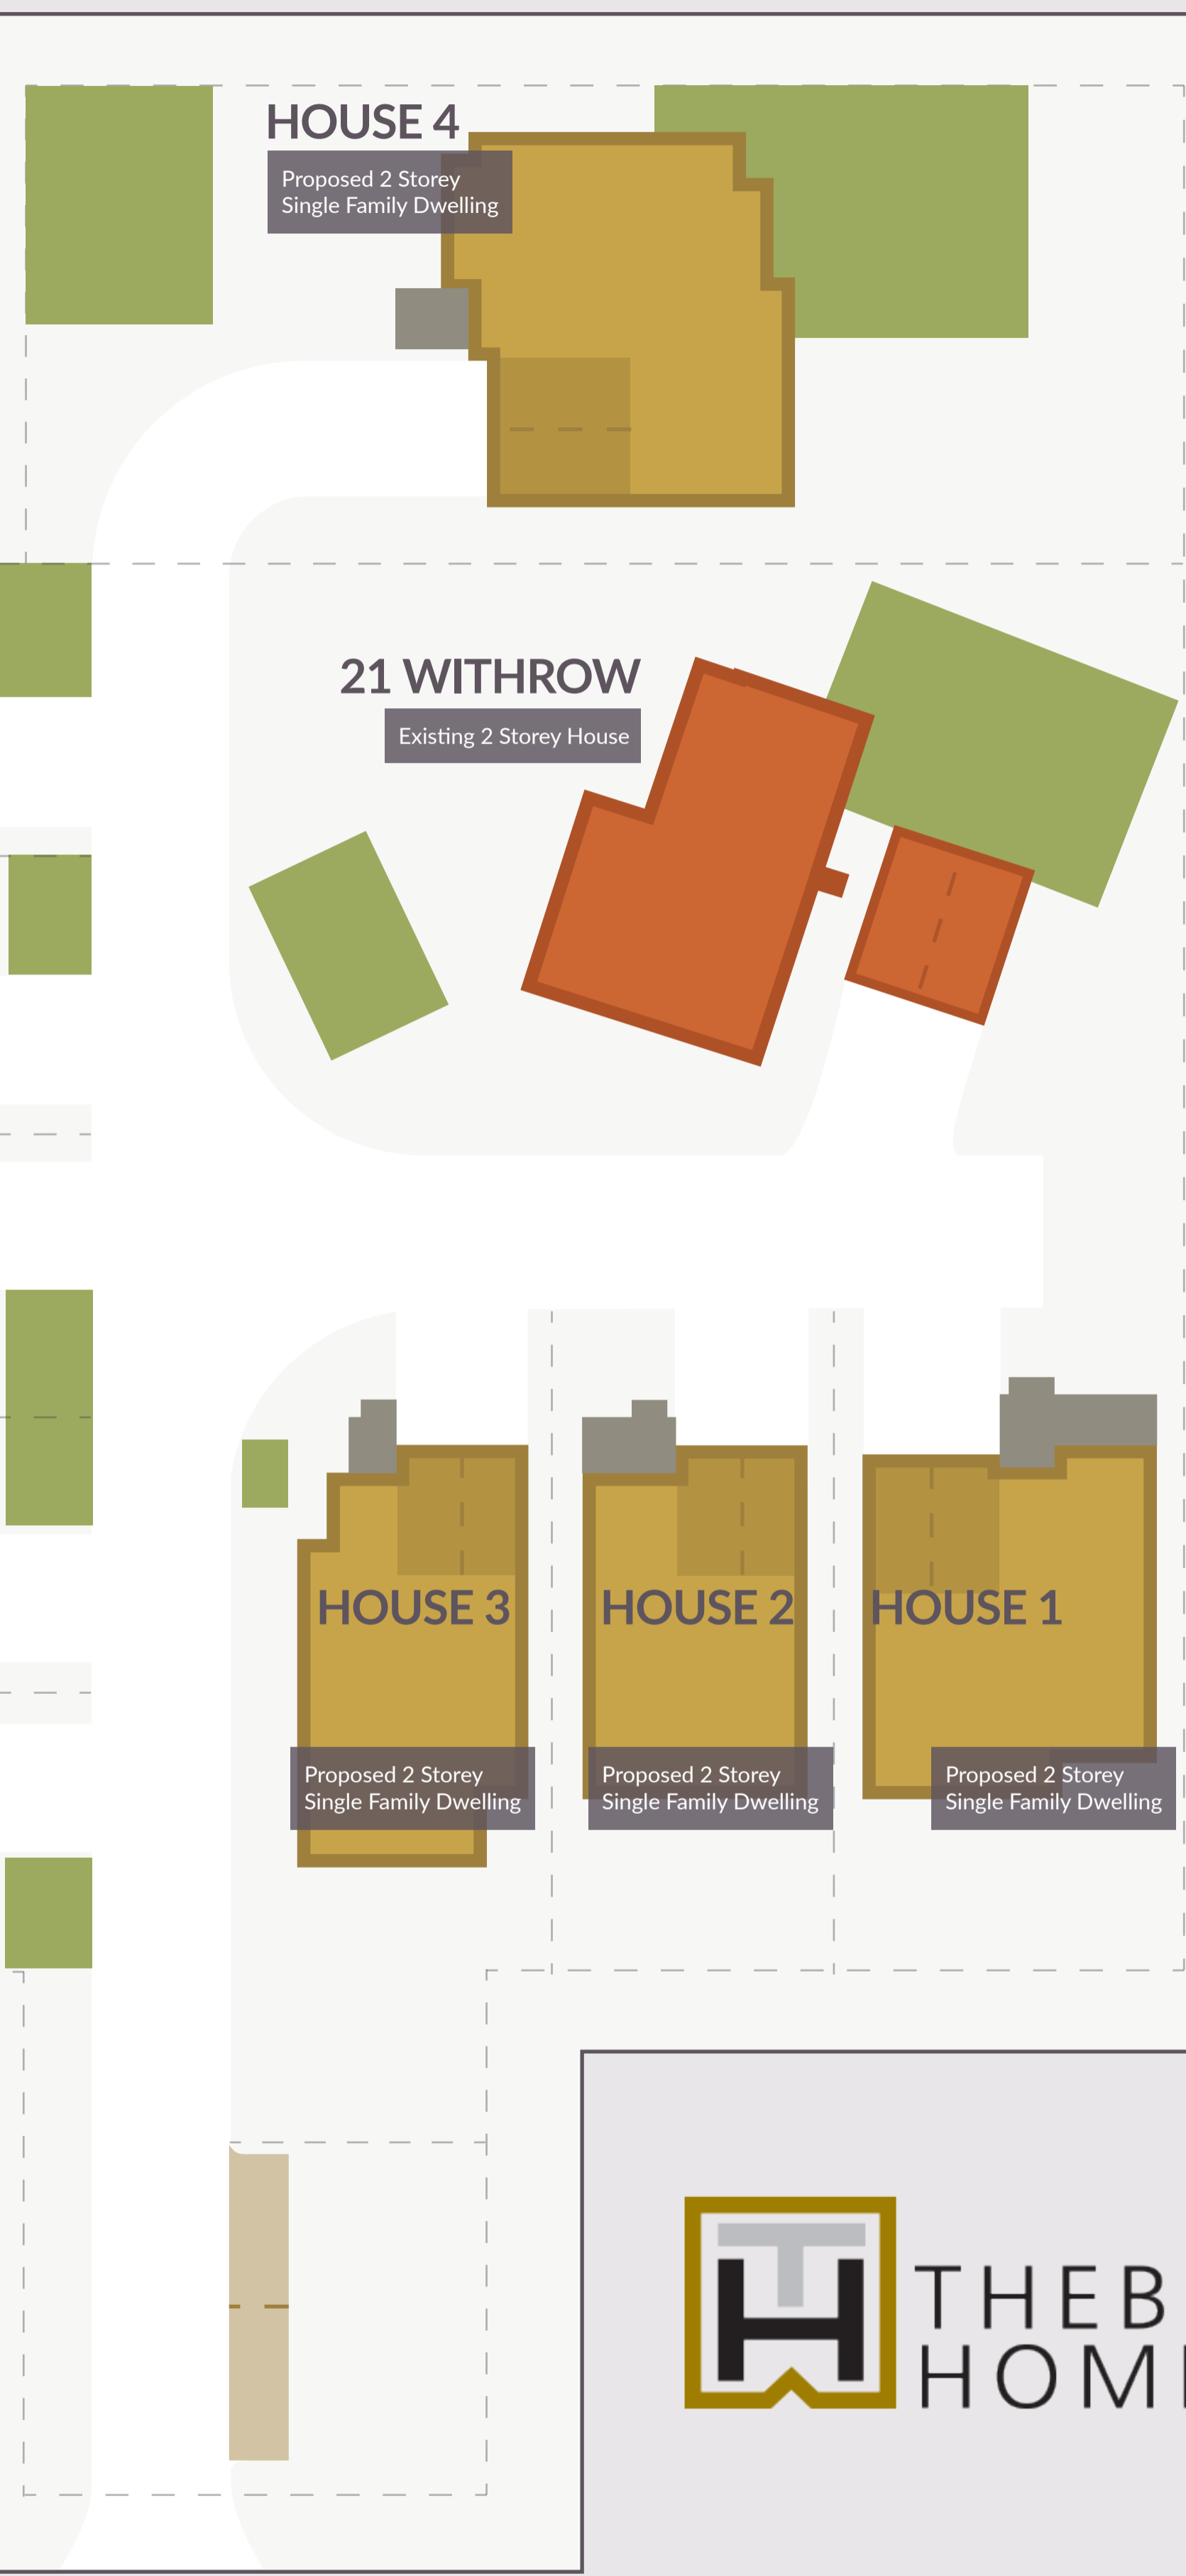 HOUSE 4
Proposed 2 Storey
Single Family Dwelling
21 WITHROW
Existing 2 Storey House
HOUSE 3
HOUSE 2
HOUSE 1
Proposed 2 Storey
Single Family Dwelling
Proposed 2 Storey
Single Family Dwelling
Proposed 2 Storey
Single Family Dwelling
THEB
HOM